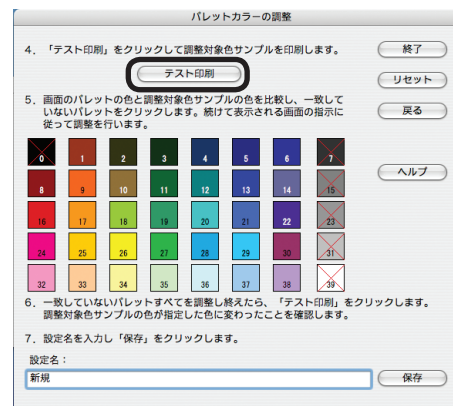 パレットカラーの調整
4. 「テスト印刷」をクリックして調整対象色サンプルを印刷します。
終了
テスト印刷
リセット
5. 画面のパレットの色と調整対象色サンプルの色を比較し、一致して
いないパレットをクリックします。続けて表示される画面の指示に
従って調整を行います。
戻る
0 1 2 3 4 5 6 7
ヘルプ
8 9 10 11 12 13 14 15
16 17 18 19 20 21 22 23
24 25 26 27 28 29 30 31
32 33 34 35 36 37 38 39
6. 一致していないパレットすべてを調整し終えたら、「テスト印刷」をクリックします。
調整対象色サンプルの色が指定した色に変わったことを確認します。
7. 設定名を入力し「保存」をクリックします。
設定名：
新規
保存